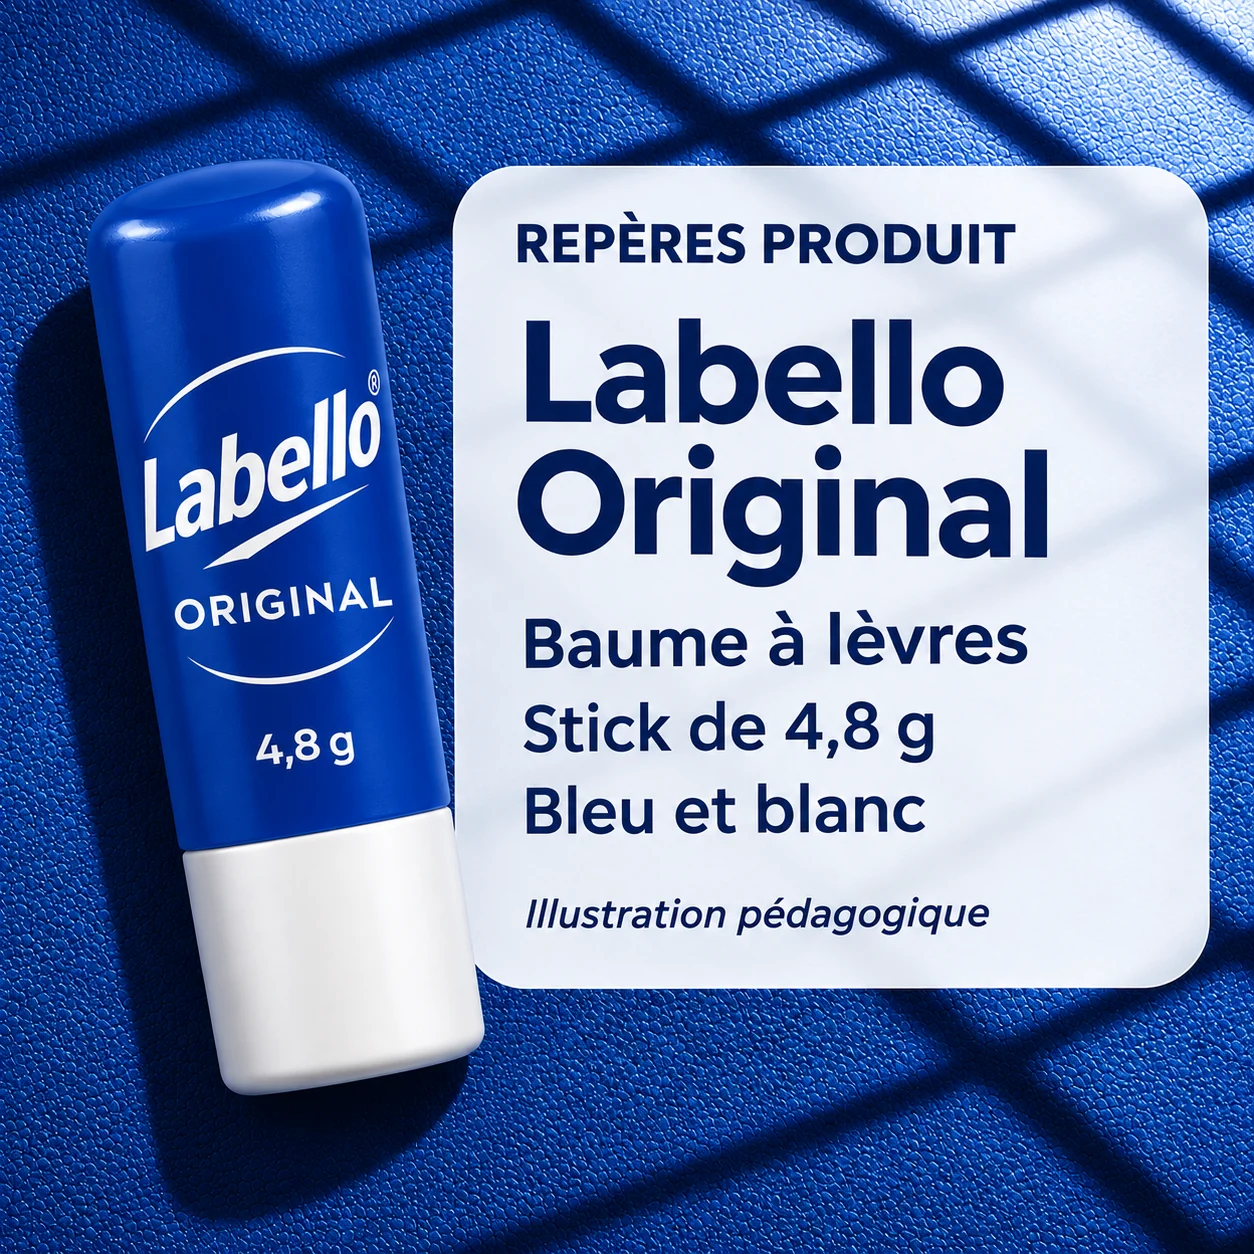 Labello®
ORIGINAL
4,8 g
REPÈRES PRODUIT
Labello
Original
Baume à lèvres
Stick de 4,8 g
Bleu et blanc
Illustration pédagogique